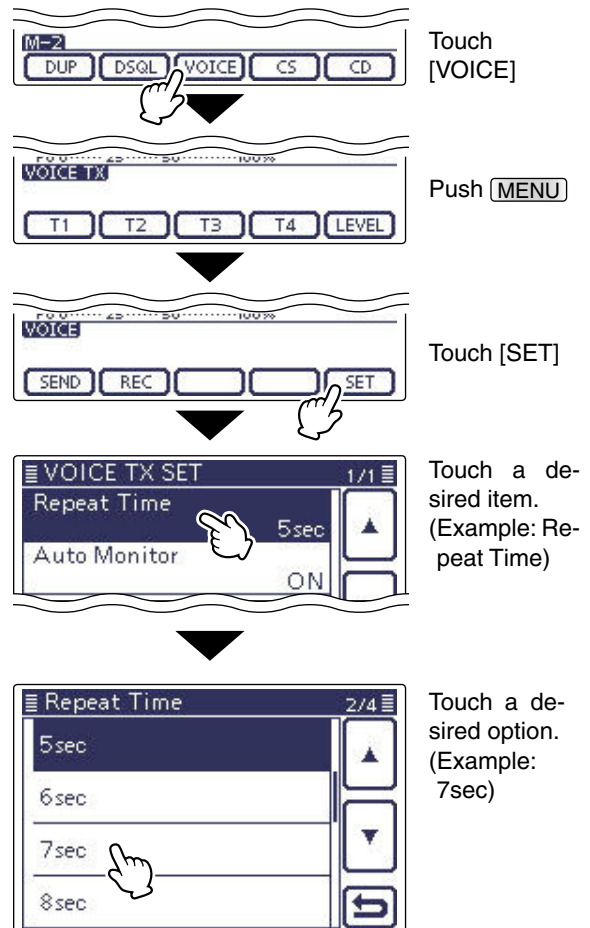 M-2
DUP DSQL VOICE CS CD
Touch
[VOICE]
VOICE TX
T1 T2 T3 T4 LEVEL
Push MENU
VOICE
SEND REC SET
Touch [SET]
VOICE TX SET 1/1
Repeat Time
5sec
Auto Monitor
ON
Touch a de-
sired item.
(Example: Re-
peat Time)
Repeat Time 2/4
5sec
6sec
7sec
8sec
Touch a de-
sired option.
(Example:
7sec)